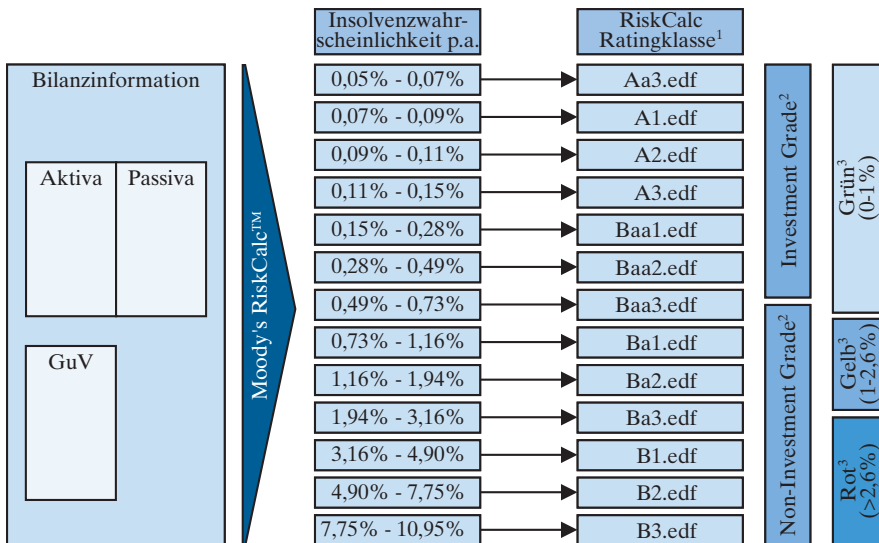 Insolvenzwahr-
scheinlichkeit p.a.
RiskCalc
Ratingklasse¹
Bilanzinformation
Aktiva
Passiva
GuV
Moody's RiskCalc™
0,05% - 0,07%
Aa3.edf
0,07% - 0,09%
A1.edf
0,09% - 0,11%
A2.edf
0,11% - 0,15%
A3.edf
0,15% - 0,28%
Baa1.edf
0,28% - 0,49%
Baa2.edf
0,49% - 0,73%
Baa3.edf
0,73% - 1,16%
Ba1.edf
1,16% - 1,94%
Ba2.edf
1,94% - 3,16%
Ba3.edf
3,16% - 4,90%
B1.edf
4,90% - 7,75%
B2.edf
7,75% - 10,95%
B3.edf
Investment Grade²
Non-Investment Grade²
Grün³
(0-1%)
Gelb³
(1-2,6%)
Rot³
(>2,6%)